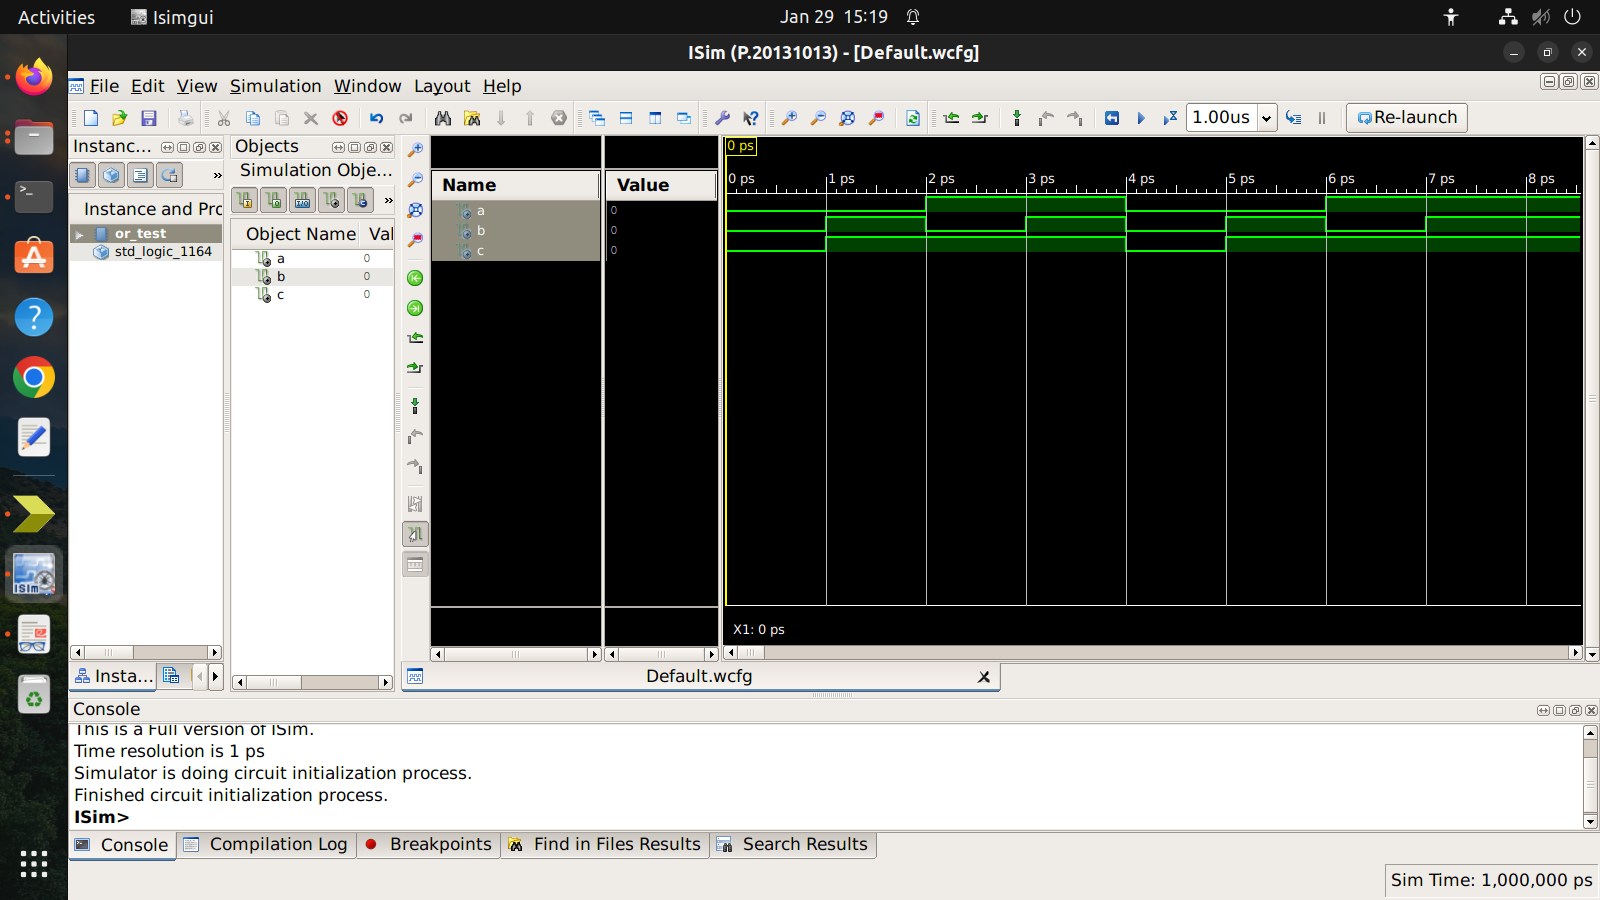 Activities
Isimgui
Jan 29 15:19
ISim (P.20131013) - [Default.wcfg]
File Edit View Simulation Window Layout Help
1.00us
Re-launch
Instanc...
Objects
Simulation Obje...
»
»
Instance and Pro
or_test
std_logic_1164
Object Name Val
a 0
b 0
c 0
Name Value
a 0
b 0
c 0
0 ps
0 ps 1 ps 2 ps 3 ps 4 ps 5 ps 6 ps 7 ps 8 ps
X1: 0 ps
Insta...
Default.wcfg
Console
This is a Full version of ISim.
Time resolution is 1 ps
Simulator is doing circuit initialization process.
Finished circuit initialization process.
ISim>
Console Compilation Log Breakpoints Find in Files Results Search Results
Sim Time: 1,000,000 ps